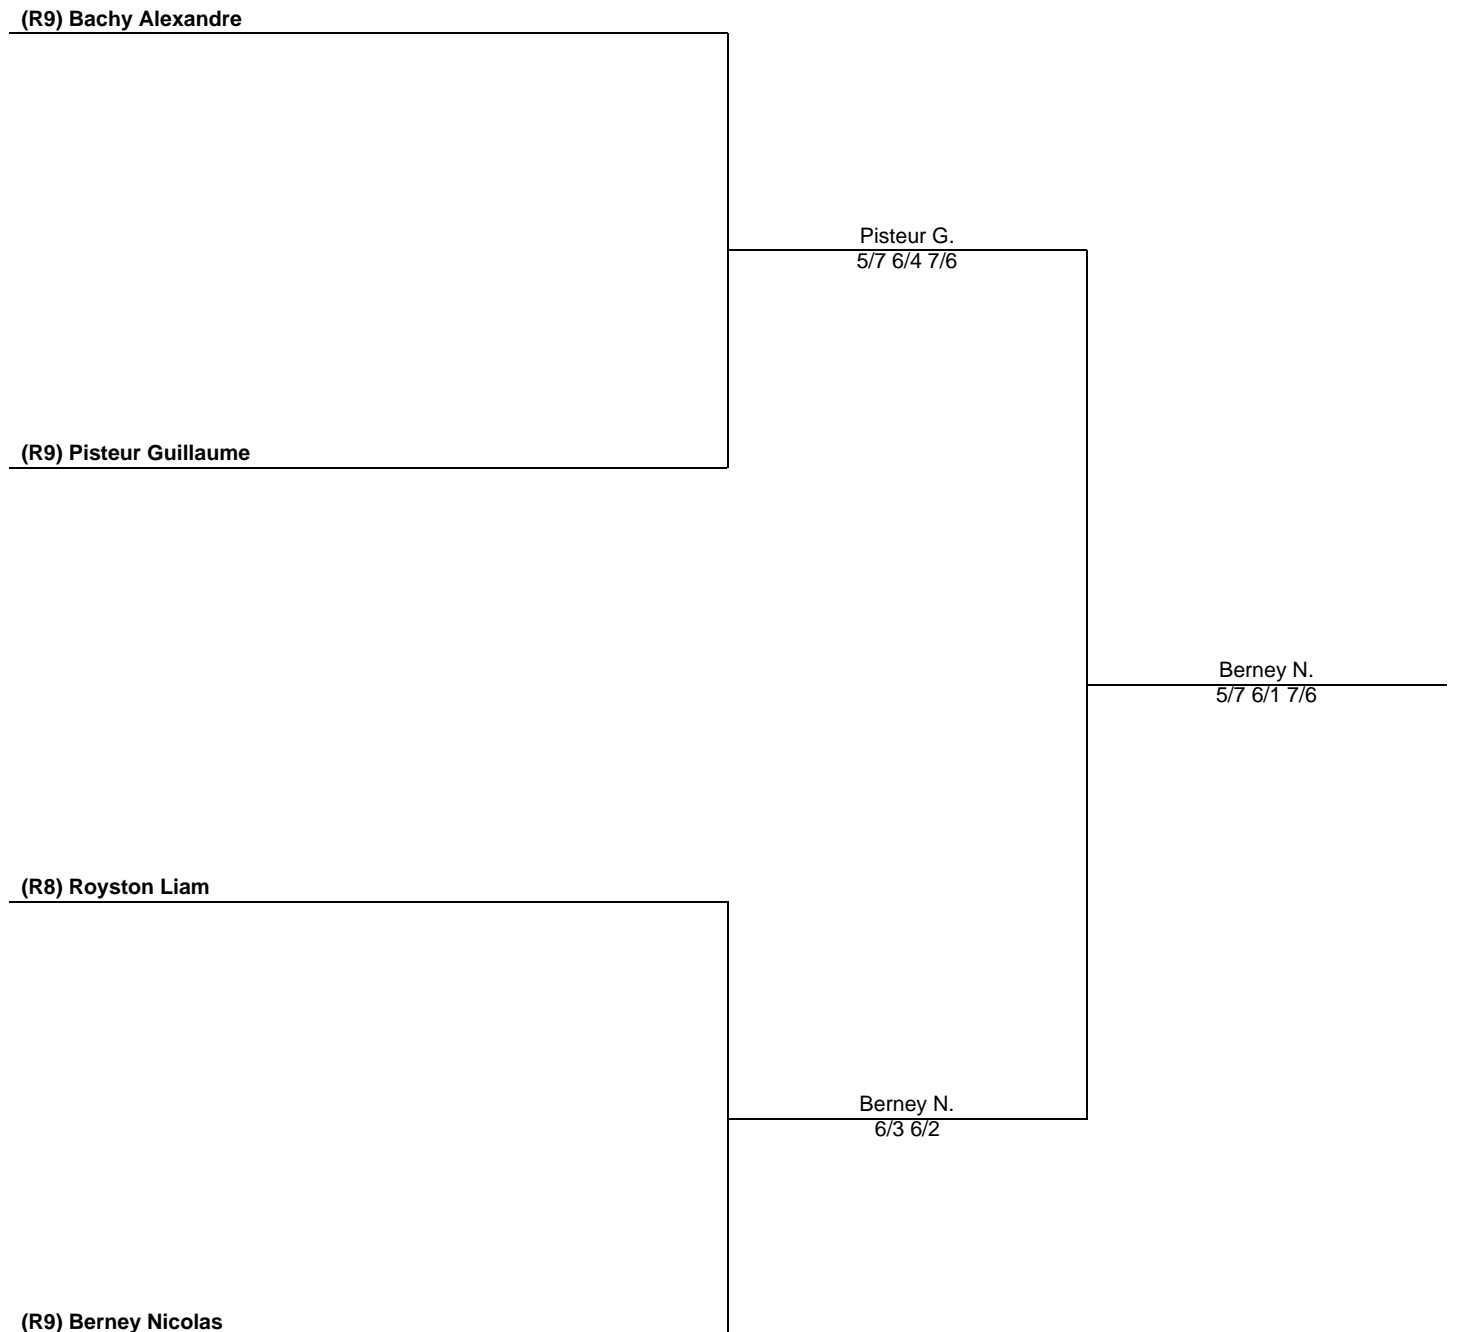 (R9) Bachy Alexandre
Pisteur G.
5/7 6/4 7/6
(R9) Pisteur Guillaume
Berney N.
5/7 6/1 7/6
(R8) Royston Liam
Berney N.
6/3 6/2
(R9) Berney Nicolas